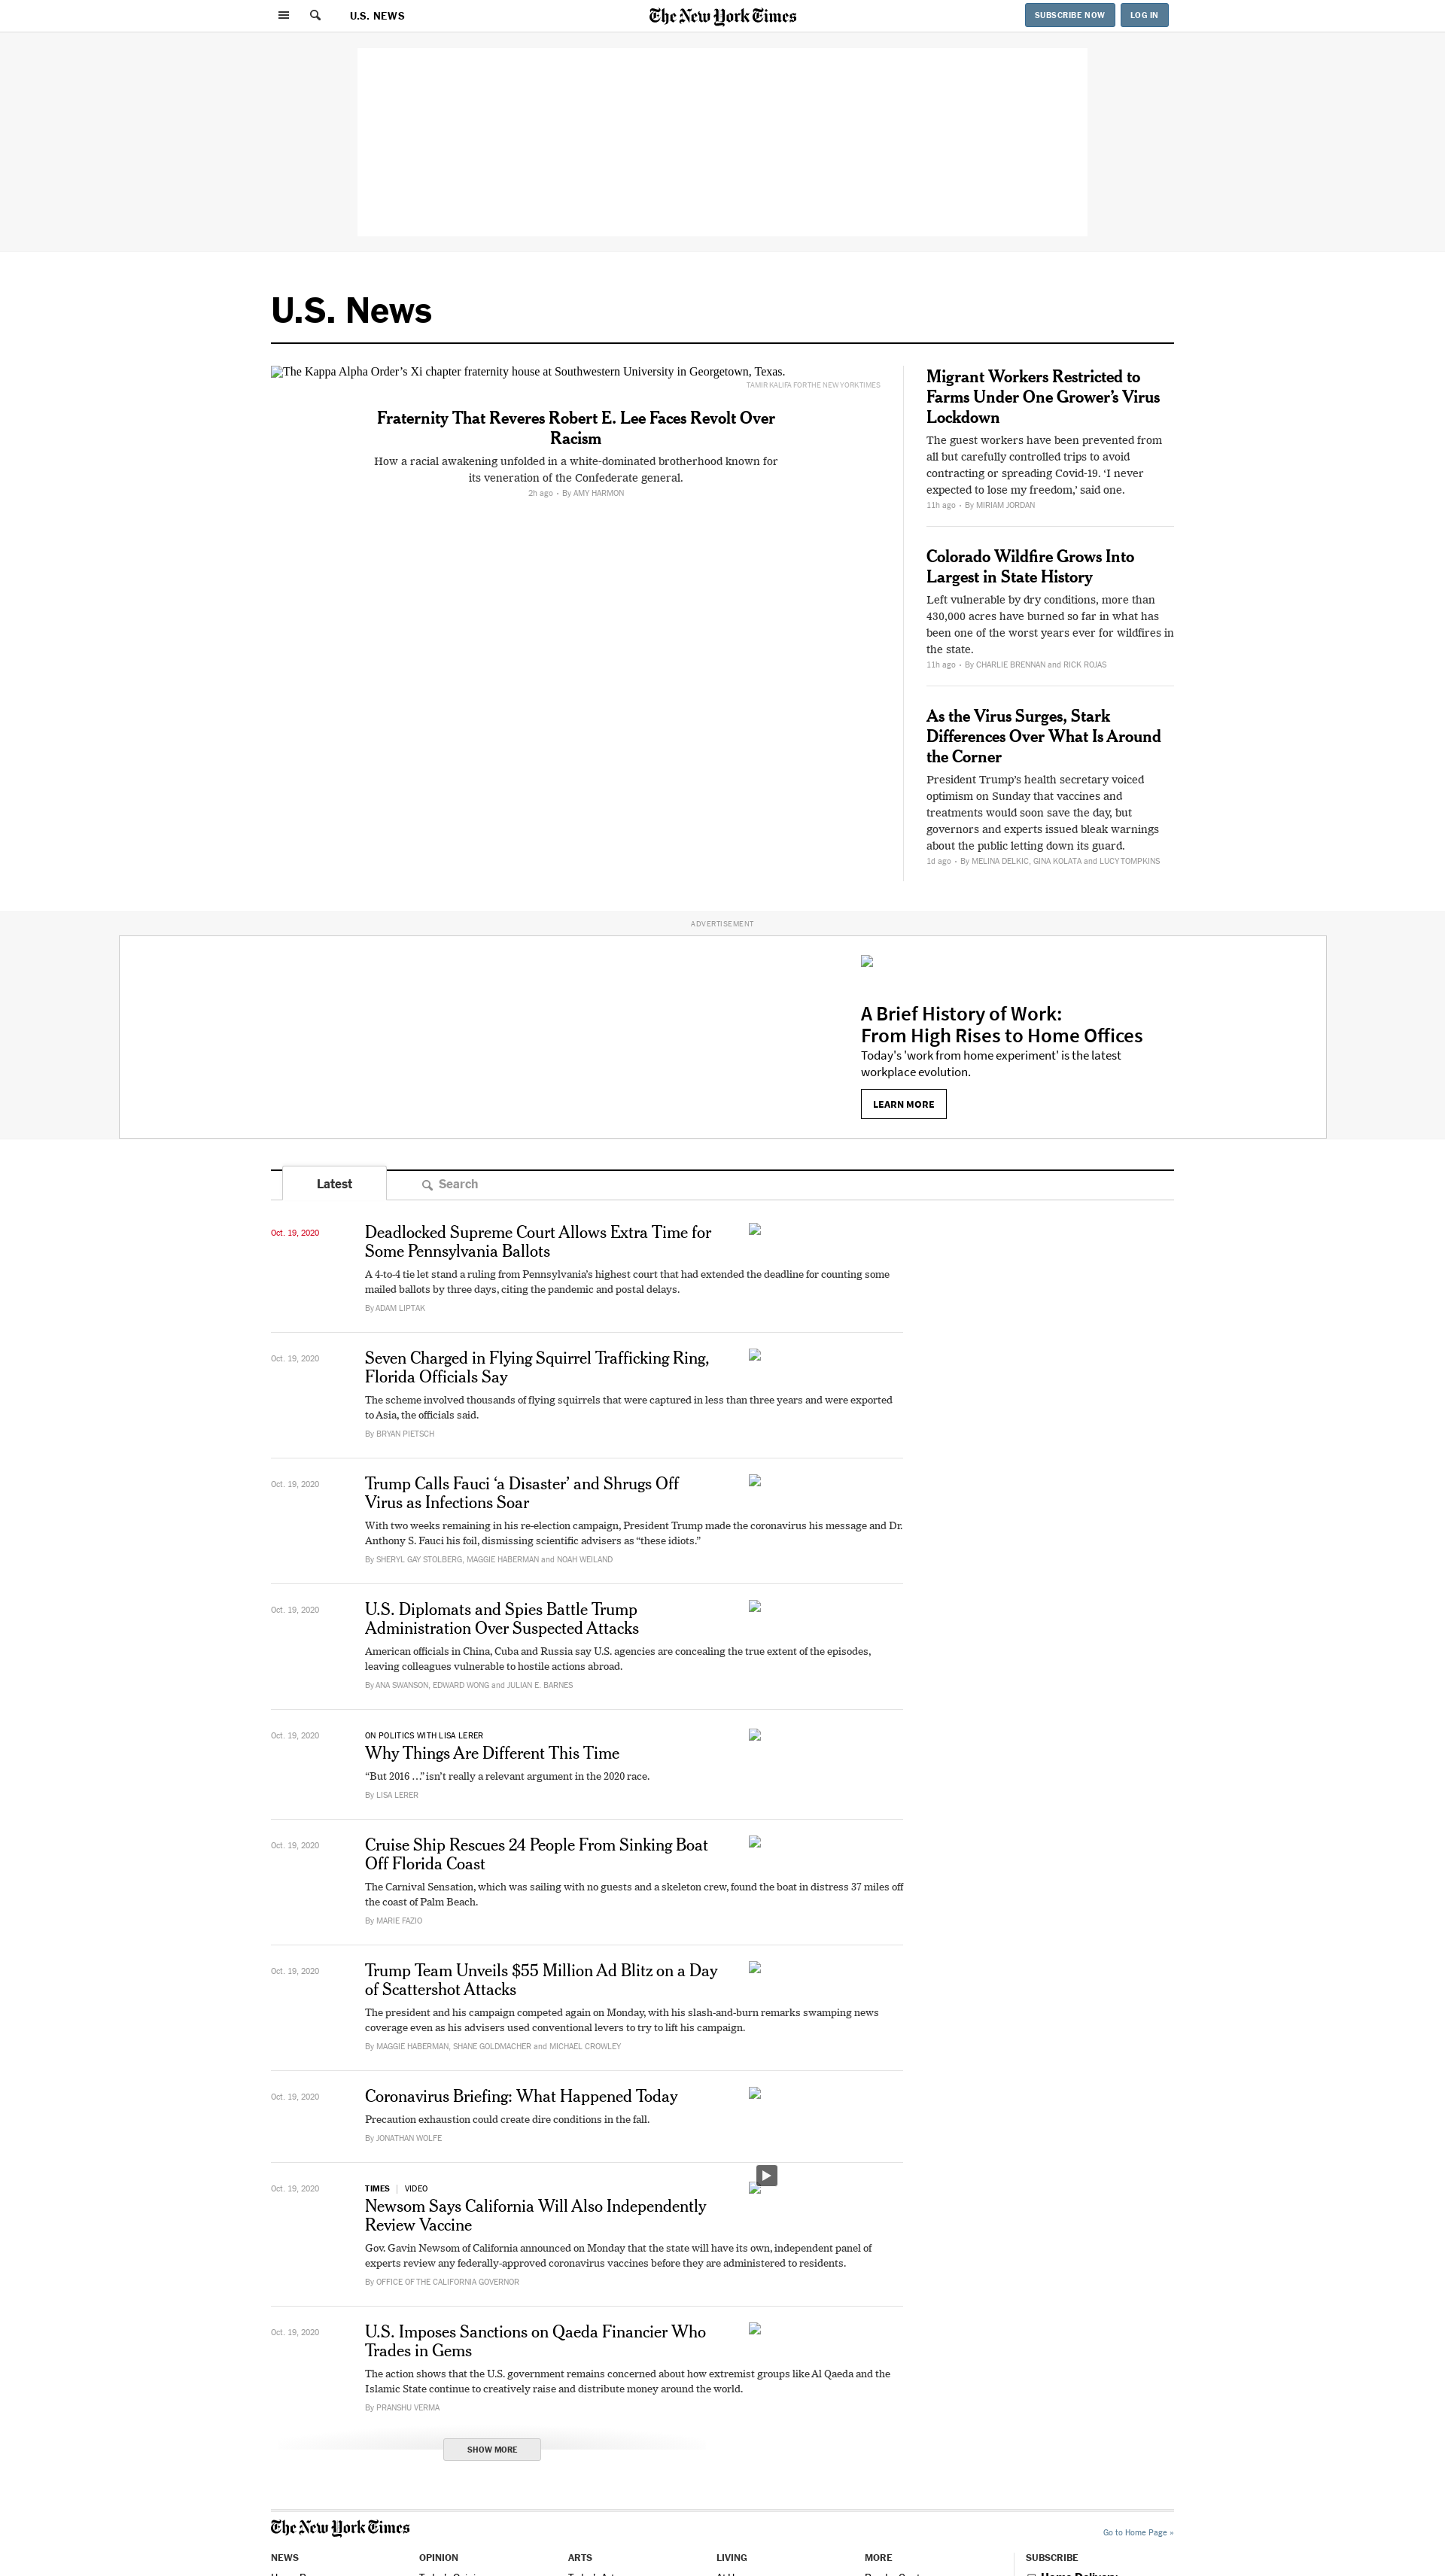 U.S. NEWS
The New York Times
SUBSCRIBE NOW
LOG IN
U.S. News
The Kappa Alpha Order’s Xi chapter fraternity house at Southwestern University in Georgetown, Texas.
TAMIR KALIFA FOR THE NEW YORK TIMES
Fraternity That Reveres Robert E. Lee Faces Revolt Over
Racism
How a racial awakening unfolded in a white-dominated brotherhood known for
its veneration of the Confederate general.
2h ago • By AMY HARMON
Migrant Workers Restricted to
Farms Under One Grower’s Virus
Lockdown
The guest workers have been prevented from
all but carefully controlled trips to avoid
contracting or spreading Covid-19. ‘I never
expected to lose my freedom,’ said one.
11h ago • By MIRIAM JORDAN
Colorado Wildfire Grows Into
Largest in State History
Left vulnerable by dry conditions, more than
430,000 acres have burned so far in what has
been one of the worst years ever for wildfires in
the state.
11h ago • By CHARLIE BRENNAN and RICK ROJAS
As the Virus Surges, Stark
Differences Over What Is Around
the Corner
President Trump’s health secretary voiced
optimism on Sunday that vaccines and
treatments would soon save the day, but
governors and experts issued bleak warnings
about the public letting down its guard.
1d ago • By MELINA DELKIC, GINA KOLATA and LUCY TOMPKINS
ADVERTISEMENT
A Brief History of Work:
From High Rises to Home Offices
Today's 'work from home experiment' is the latest
workplace evolution.
LEARN MORE
Latest
Search
Oct. 19, 2020
Deadlocked Supreme Court Allows Extra Time for
Some Pennsylvania Ballots
A 4-to-4 tie let stand a ruling from Pennsylvania’s highest court that had extended the deadline for counting some
mailed ballots by three days, citing the pandemic and postal delays.
By ADAM LIPTAK
Oct. 19, 2020
Seven Charged in Flying Squirrel Trafficking Ring,
Florida Officials Say
The scheme involved thousands of flying squirrels that were captured in less than three years and were exported
to Asia, the officials said.
By BRYAN PIETSCH
Oct. 19, 2020
Trump Calls Fauci ‘a Disaster’ and Shrugs Off
Virus as Infections Soar
With two weeks remaining in his re-election campaign, President Trump made the coronavirus his message and Dr.
Anthony S. Fauci his foil, dismissing scientific advisers as “these idiots.”
By SHERYL GAY STOLBERG, MAGGIE HABERMAN and NOAH WEILAND
Oct. 19, 2020
U.S. Diplomats and Spies Battle Trump
Administration Over Suspected Attacks
American officials in China, Cuba and Russia say U.S. agencies are concealing the true extent of the episodes,
leaving colleagues vulnerable to hostile actions abroad.
By ANA SWANSON, EDWARD WONG and JULIAN E. BARNES
Oct. 19, 2020
ON POLITICS WITH LISA LERER
Why Things Are Different This Time
“But 2016 …” isn’t really a relevant argument in the 2020 race.
By LISA LERER
Oct. 19, 2020
Cruise Ship Rescues 24 People From Sinking Boat
Off Florida Coast
The Carnival Sensation, which was sailing with no guests and a skeleton crew, found the boat in distress 37 miles off
the coast of Palm Beach.
By MARIE FAZIO
Oct. 19, 2020
Trump Team Unveils $55 Million Ad Blitz on a Day
of Scattershot Attacks
The president and his campaign competed again on Monday, with his slash-and-burn remarks swamping news
coverage even as his advisers used conventional levers to try to lift his campaign.
By MAGGIE HABERMAN, SHANE GOLDMACHER and MICHAEL CROWLEY
Oct. 19, 2020
Coronavirus Briefing: What Happened Today
Precaution exhaustion could create dire conditions in the fall.
By JONATHAN WOLFE
Oct. 19, 2020
TIMES | VIDEO
Newsom Says California Will Also Independently
Review Vaccine
Gov. Gavin Newsom of California announced on Monday that the state will have its own, independent panel of
experts review any federally-approved coronavirus vaccines before they are administered to residents.
By OFFICE OF THE CALIFORNIA GOVERNOR
Oct. 19, 2020
U.S. Imposes Sanctions on Qaeda Financier Who
Trades in Gems
The action shows that the U.S. government remains concerned about how extremist groups like Al Qaeda and the
Islamic State continue to creatively raise and distribute money around the world.
By PRANSHU VERMA
SHOW MORE
The New York Times
Go to Home Page »
NEWS
OPINION
ARTS
LIVING
MORE
SUBSCRIBE